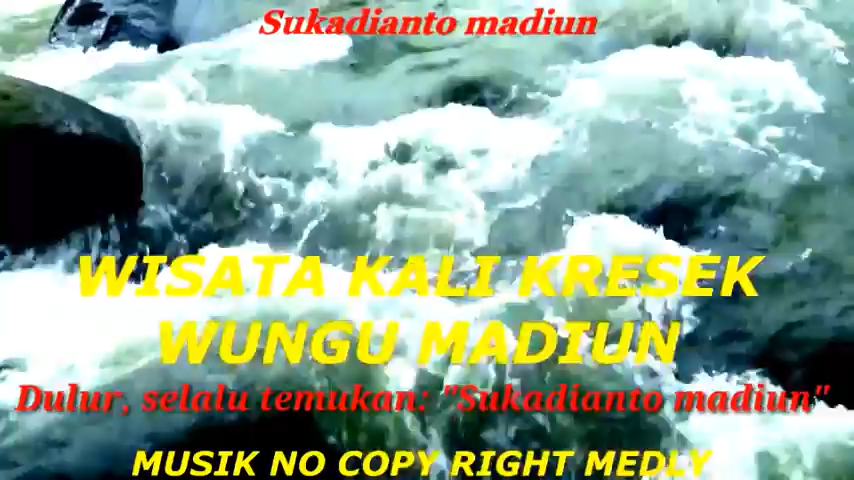 Sukadianto madiun
WISATA KALI KRESEK
WUNGU MADIUN
Dulur, selalu temukan: "Sukadianto madiun"
MUSIK NO COPY RIGHT MEDLY